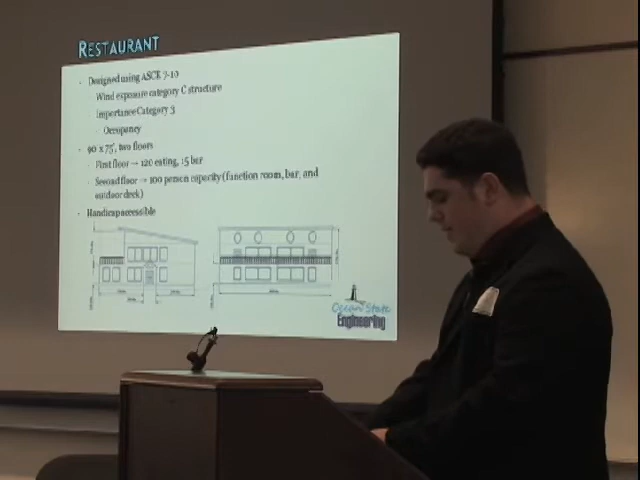 RESTAURANT
Designed using ASCE 7-10
Wind exposure category C structure
Importance Category 3
Occupancy
90 x 75', two floors
First floor → 120 eating, 15 bar
Second floor → 100 person capacity (function room, bar, and
outdoor deck)
Handicap accessible
Ocean State
Engineering